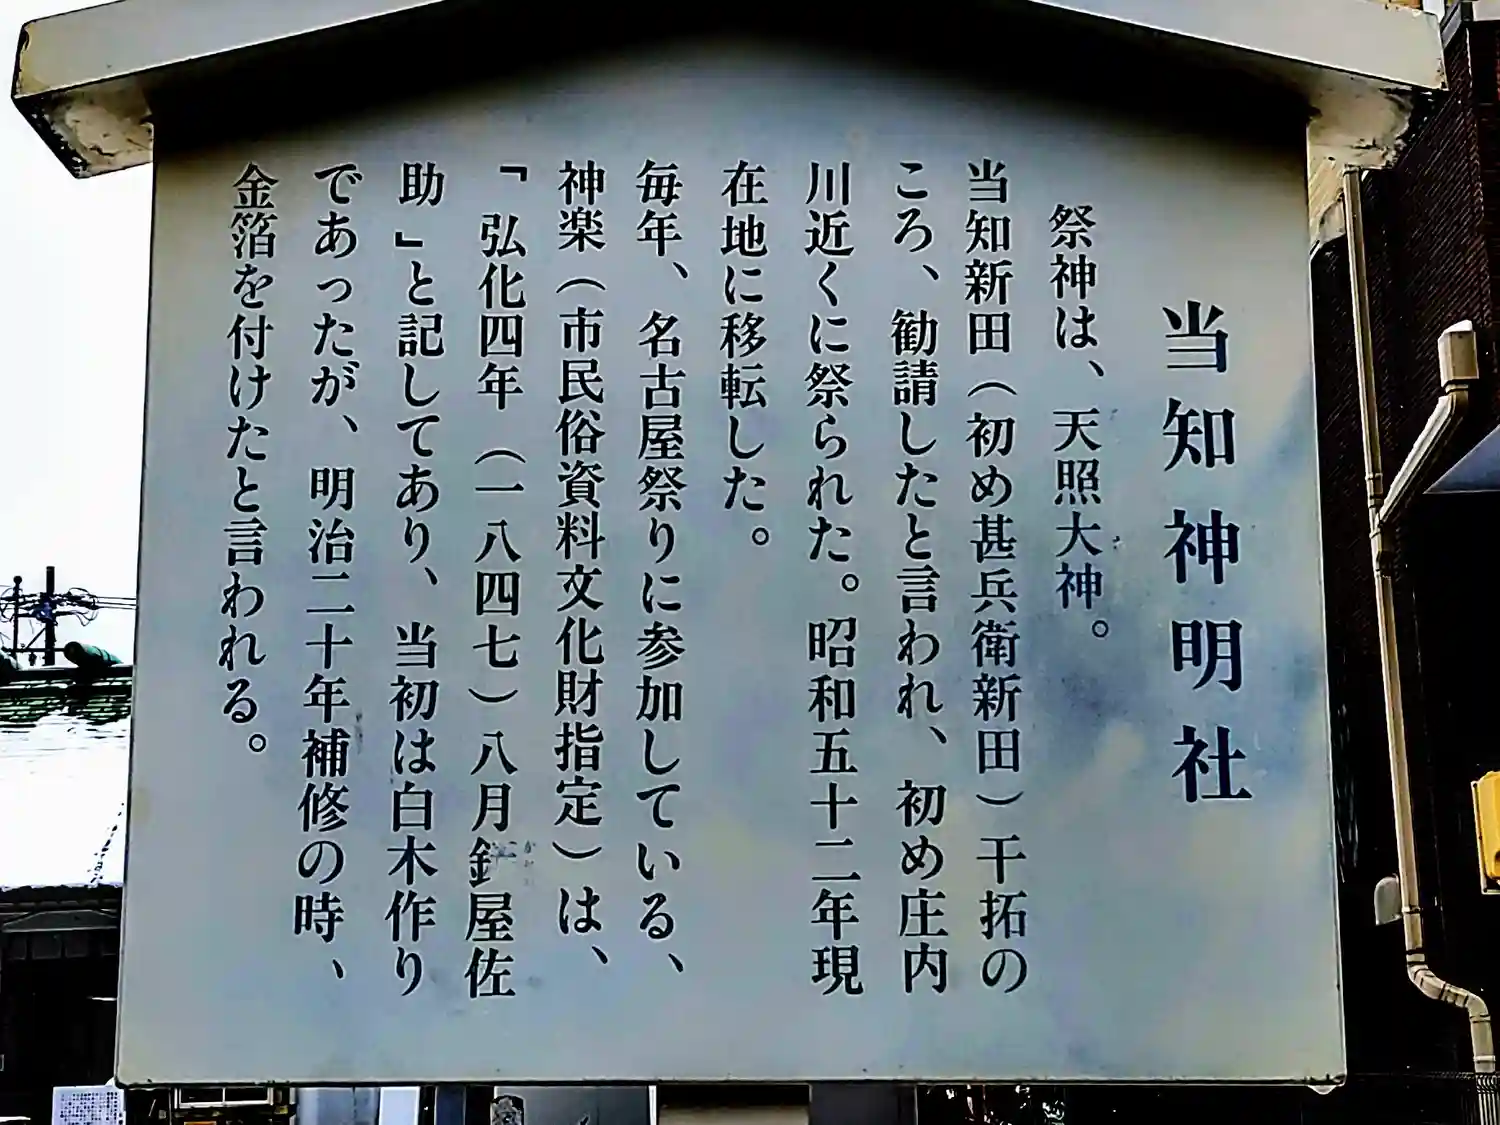 当知神明社
祭神は、天照大神。
当知新田（初め甚兵衛新田）干拓の
ころ、勧請したと言われ、初め庄内
川近くに祭られた。昭和五十二年現
在地に移転した。
毎年、名古屋祭りに参加している、
神楽（市民俗資料文化財指定）は、
「弘化四年（一八四七）八月釛屋佐
助」と記してあり、当初は白木作り
であったが、明治二十年補修の時、
金箔を付けたと言われる。